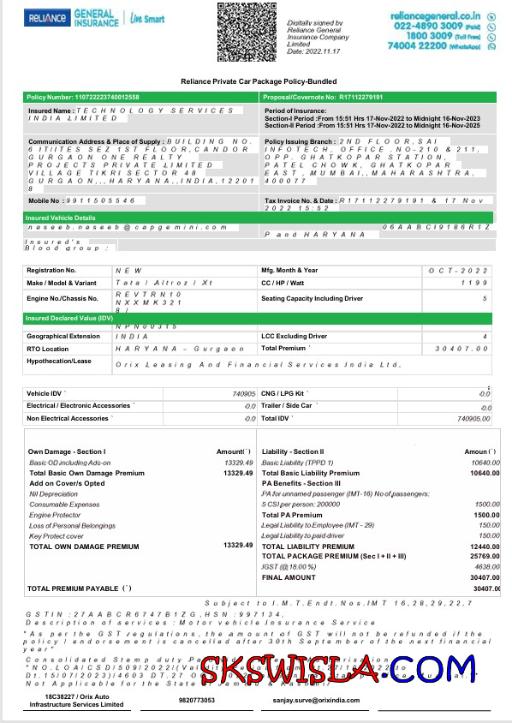 RELIANCE GENERAL INSURANCE Live Smart
Digitally signed by
Reliance General
Insurance Company
Limited
Date: 2022.11.17
reliancegeneral.co.in
022-4890 3009 (Paid)
1800 3009 (Toll Free)
74004 22200 (WhatsApp)
Reliance Private Car Package Policy-Bundled
Policy Number: 110722223740012558 Proposal/Covernote No: R17112279191
Insured Name: TECHNOLOGY SERVICES
INDIA LIMITED
Period of Insurance:
Section-I Period :From 15:51 Hrs 17-Nov-2022 to Midnight 16-Nov-2023
Section-II Period :From 15:51 Hrs 17-Nov-2022 to Midnight 16-Nov-2025
Communication Address & Place of Supply : BUILDING NO.
6 ITIITES SEZ 1ST FLOOR,CANDOR
GURGAON ONE REALTY
PROJECTS PRIVATE LIMITED
VILLAGE TIKRI SECTOR 48
GURGAON,,,HARYANA,,INDIA,12201
8
Policy Issuing Branch : 2ND FLOOR,SAI
INFOTECH, OFFICE NO-210 & 211,
OPP. GHATKOPAR STATION,
PATEL CHOWK, GHATKOPAR
EAST, MUMBAI,, MAHARASHTRA,
400077
Mobile No : 9911505546 Tax Invoice No. & Date : R17112279191 & 17 Nov
2022 15:52
Insured Vehicle Details
naseeb.naseeb@capgemini.com 06AABCI9186R1Z
P and HARYANA
Insured's
Blood group :
Registration No. NEW Mfg. Month & Year OCT-2022
Make / Model & Variant Tata / Altroz / Xt CC / HP / Watt 1199
Engine No./Chassis No. REVTRN10
NXXMK321
Seating Capacity Including Driver 5
Insured Declared Value (IDV)
Geographical Extension INDIA LCC Excluding Driver 4
RTO Location HARYANA - Gurgaon Total Premium ` 30407.00
Hypothecation/Lease Orix Leasing And Financial Services India Ltd.
Vehicle IDV ` 740905 CNG / LPG Kit ` -0.0
Electrical / Electronic Accessories ` -0.0 Trailer / Side Car ` -0.0
Non Electrical Accessories ` -0.0 Total IDV ` 740905.00
Own Damage - Section I Amount(`) Liability - Section II Amoun (`)
Basic OD including Add-on 13329.49 Basic Liability (TPPD 1) 10640.00
Total Basic Own Damage Premium 13329.49 Total Basic Liability Premium 10640.00
Add on Cover/s Opted PA Benefits - Section III
Nil Depreciation PA for unnamed passenger (IMT-16) No of passengers:
Consumable Expenses 5 CSI per person: 200000 1500.00
Engine Protector Total PA Premium 1500.00
Loss of Personal Belongings Legal Liability to Employee (IMT - 29) 150.00
Key Protect cover Legal Liability to paid driver 150.00
TOTAL OWN DAMAGE PREMIUM 13329.49 TOTAL LIABILITY PREMIUM 12440.00
TOTAL PACKAGE PREMIUM (Sec I + II + III) 25769.00
IGST (@18.00 %) 4638.00
FINAL AMOUNT 30407.00
TOTAL PREMIUM PAYABLE (`) 30407.00
Subject to I.M.T.Endt.Nos.IMT 16,28,29,22,7
GSTIN :27AABCR6747B1ZG,HSN :997134,
Description of services : Motor vehicle Insurance Service
"As per the GST regulations, the amount of GST will not be refunded if the
policy / endorsement is cancelled after 30th September of the next financial
year"
Consolidated Stamp duty
Not Applicable for the State of Jammu & Kashmir
SKSWISLA.COM
18C38227 / Orix Auto
Infrastructure Services Limited
9820773053
sanjay.surve@orixindia.com